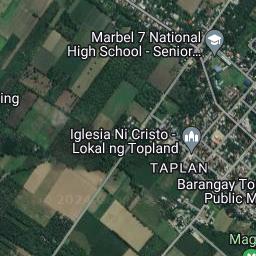 Marbel 7 National
High School - Senior...
ing
Iglesia Ni Cristo -
Lokal ng Topland
TAPLAN
Barangay To
Public M
Mag